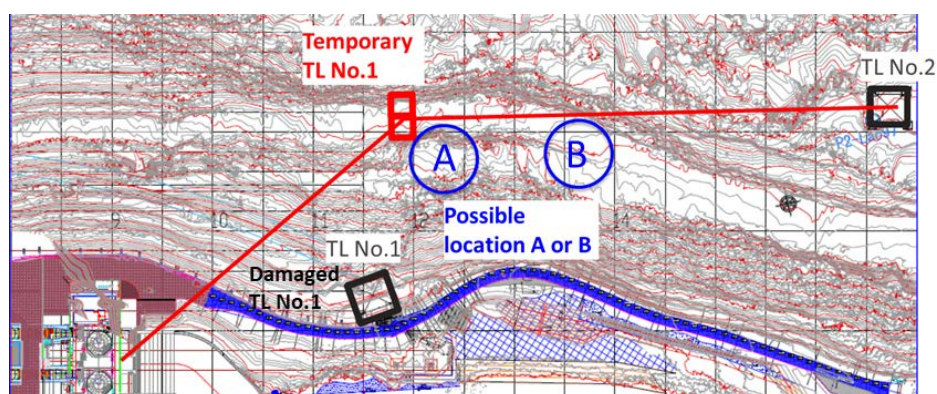 Temporary
TL No.1
TL No.2
A
B
9
10
11
12
14
Possible
location A or B
TL No.1
Damaged
TL No.1